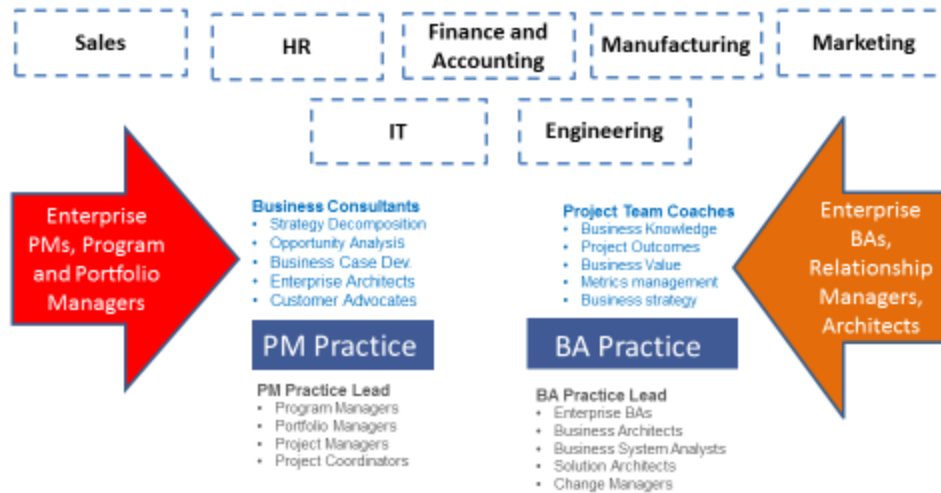 Sales
HR
Finance and
Accounting
Manufacturing
Marketing
IT
Engineering
Enterprise
PMs, Program
and Portfolio
Managers
Business Consultants
• Strategy Decomposition
• Opportunity Analysis
• Business Case Dev.
• Enterprise Architects
• Customer Advocates
PM Practice
PM Practice Lead
• Program Managers
• Portfolio Managers
• Project Managers
• Project Coordinators
Project Team Coaches
• Business Knowledge
• Project Outcomes
• Business Value
• Metrics management
• Business strategy
BA Practice
BA Practice Lead
• Enterprise BAs
• Business Architects
• Business System Analysts
• Solution Architects
• Change Managers
Enterprise
BAs,
Relationship
Managers,
Architects